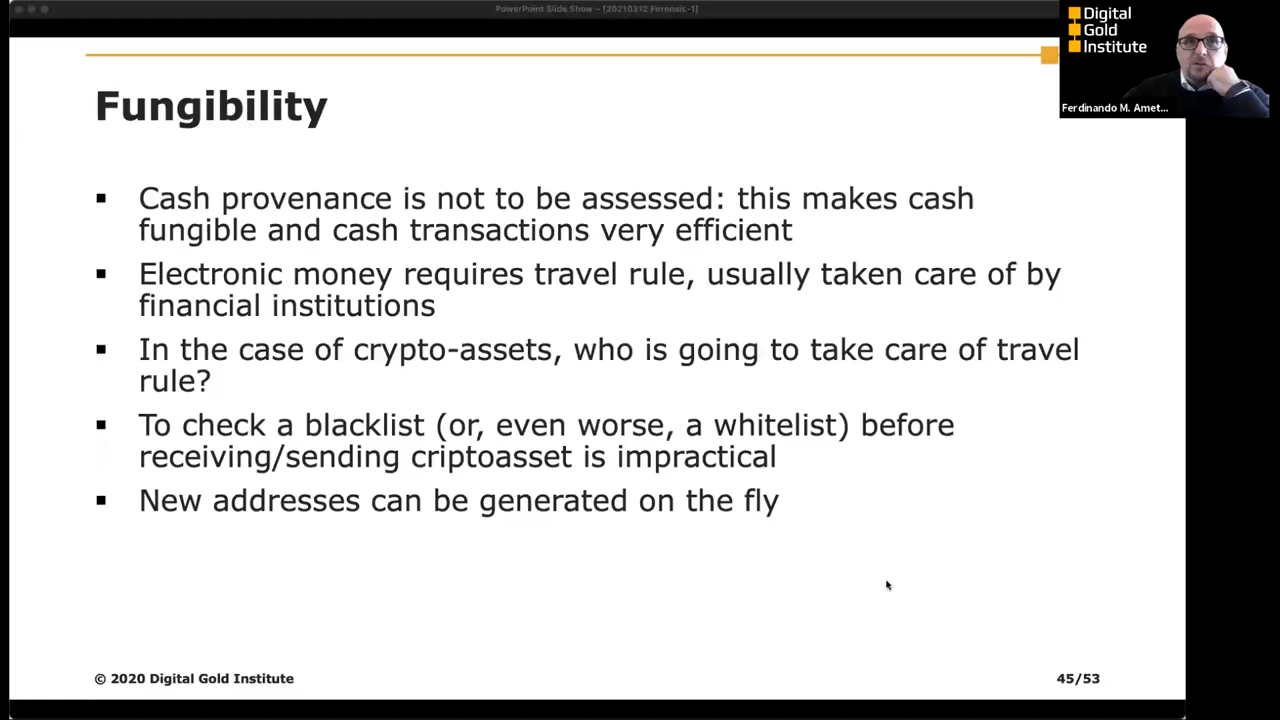 PowerPoint Slide Show – [20210312 Forensic-1]
Digital
Gold
Institute
Ferdinando M. Amet...
Fungibility
▪ Cash provenance is not to be assessed: this makes cash
fungible and cash transactions very efficient
▪ Electronic money requires travel rule, usually taken care of by
financial institutions
▪ In the case of crypto-assets, who is going to take care of travel
rule?
▪ To check a blacklist (or, even worse, a whitelist) before
receiving/sending criptoasset is impractical
▪ New addresses can be generated on the fly
© 2020 Digital Gold Institute
45/53